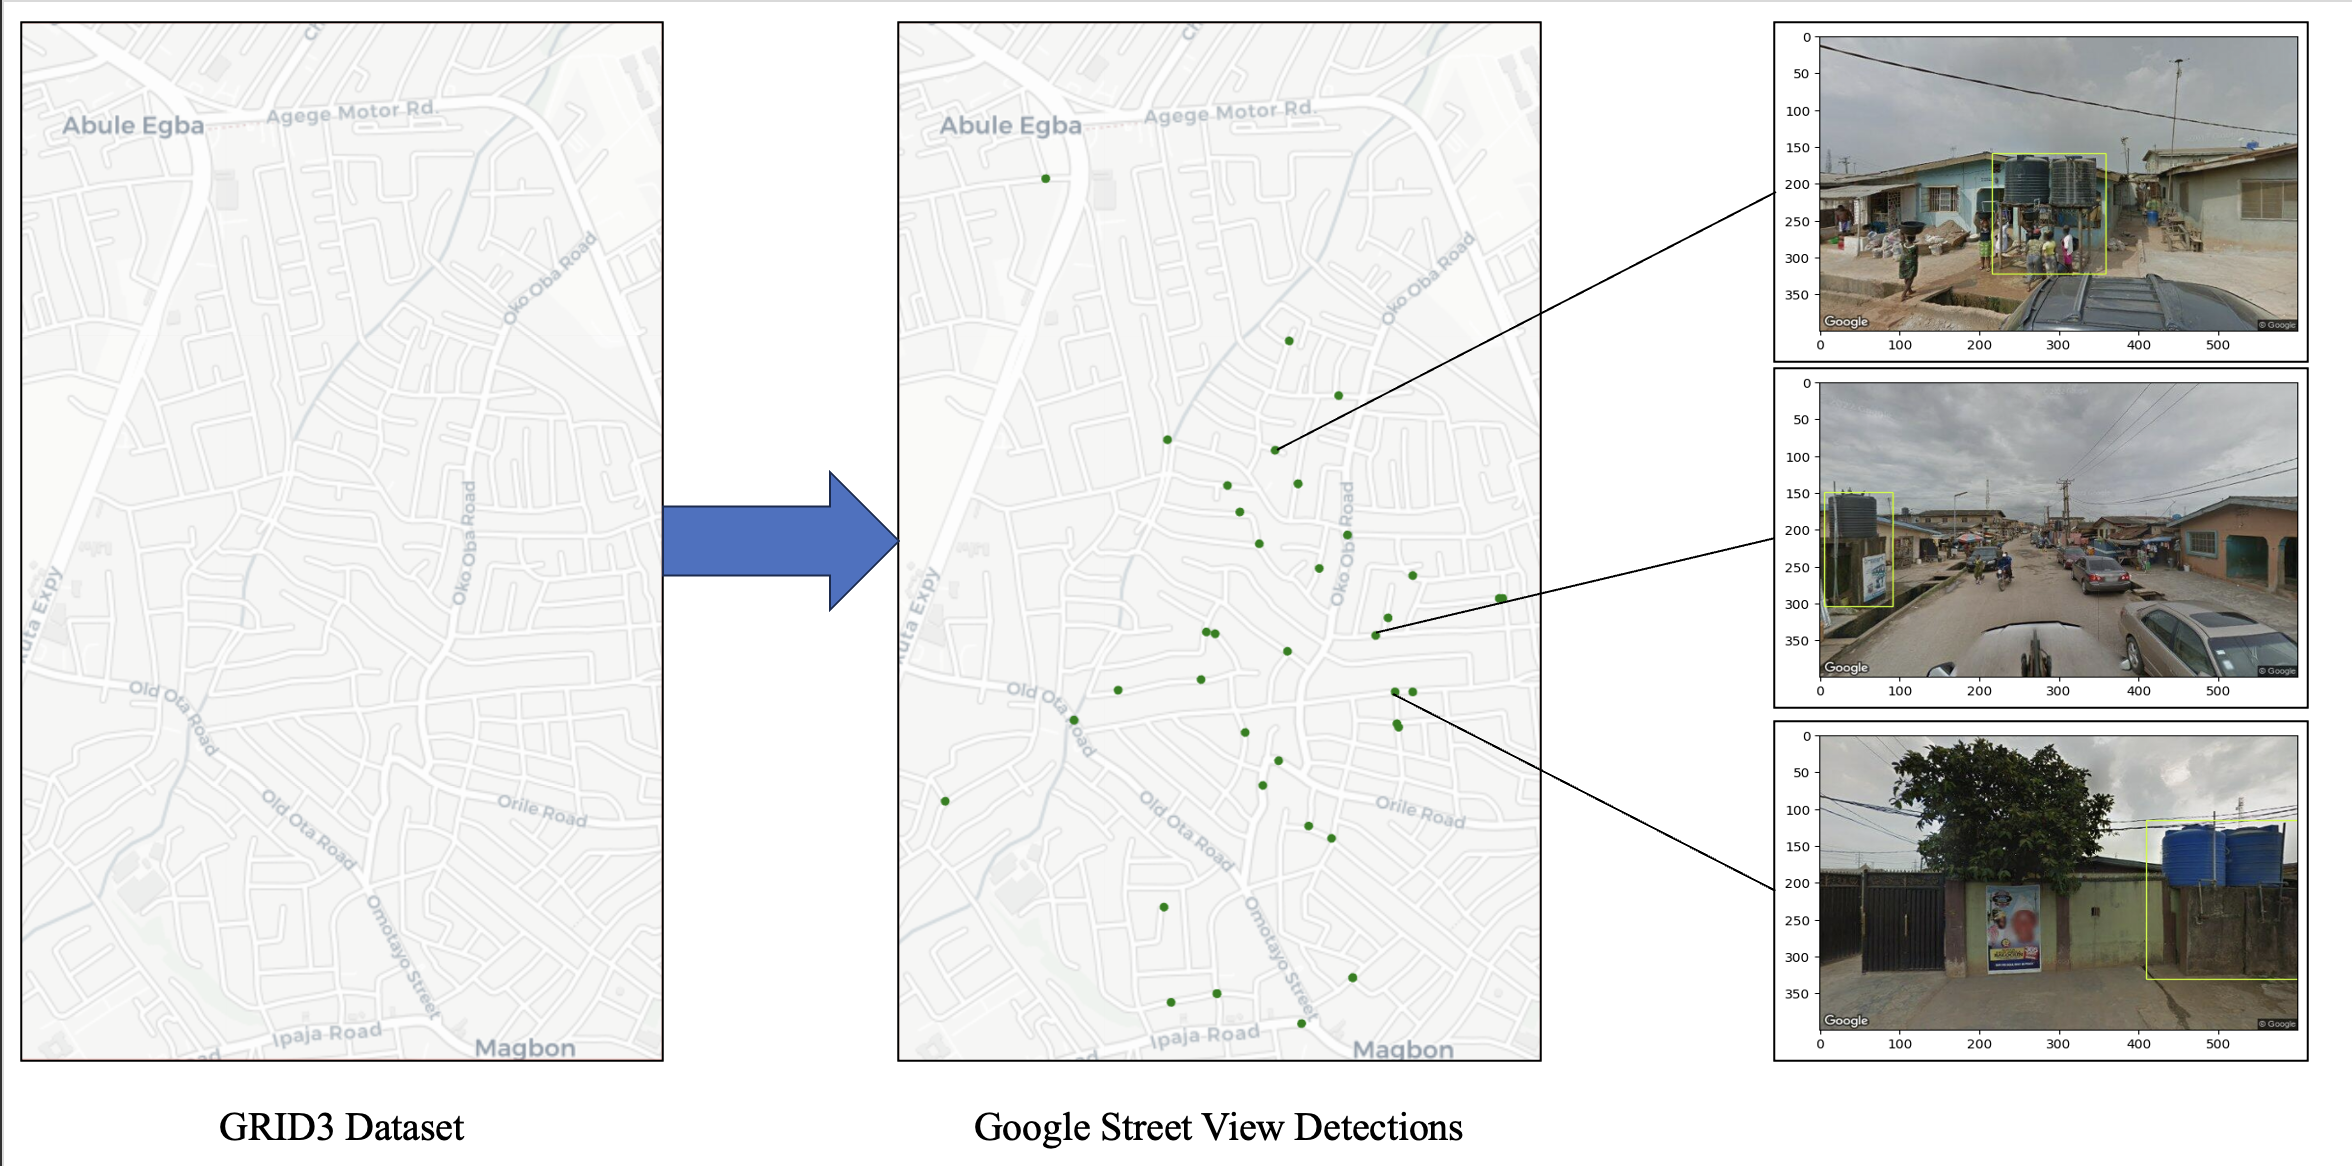 Abule Egba
Agege Motor Rd.
Oko Oba Road
Oko Oba Road
uta Expy
Old Ota Road
Old Ota Road
Orile Road
Omotayo Street
Ipaja Road
Magbon
GRID3 Dataset
Abule Egba
Agege Motor Rd.
Oko Oba Road
Oko Oba Road
uta Expy
Old Ota Road
Old Ota Road
Orile Road
Omotayo Street
Ipaja Road
Magbon
Google Street View Detections
0
50
100
150
200
250
300
350
Google
© Google
0 100 200 300 400 500
0
50
100
150
200
250
300
350
Google
© Google
0 100 200 300 400 500
0
50
100
150
200
250
300
350
Google
© Google
0 100 200 300 400 500